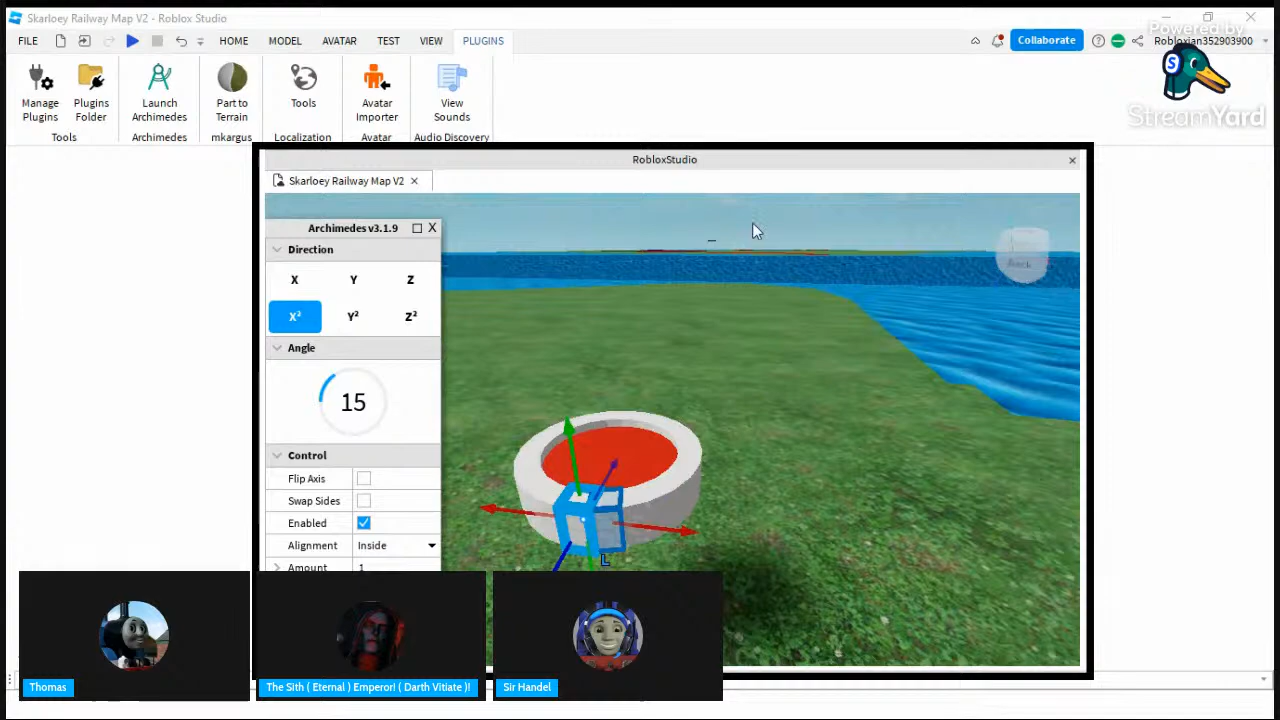 Skarloey Railway Map V2 - Roblox Studio
Powered by
FILE
HOME
MODEL
AVATAR
TEST
VIEW
PLUGINS
Collaborate
Robloxian352903900
S
StreamYard
Manage Plugins
Plugins Folder
Launch Archimedes
Part to Terrain
Tools
Avatar Importer
View Sounds
Tools
Archimedes
mkargus
Localization
Avatar
Audio Discovery
RobloxStudio
Skarloey Railway Map V2
Archimedes v3.1.9
X
Direction
X Y Z
X² Y² Z²
Angle
15
Control
Flip Axis
Swap Sides
Enabled
Alignment Inside
Amount 1
Back
L
Thomas
The Sith ( Eternal ) Emperor! ( Darth Vitiate )!
Sir Handel